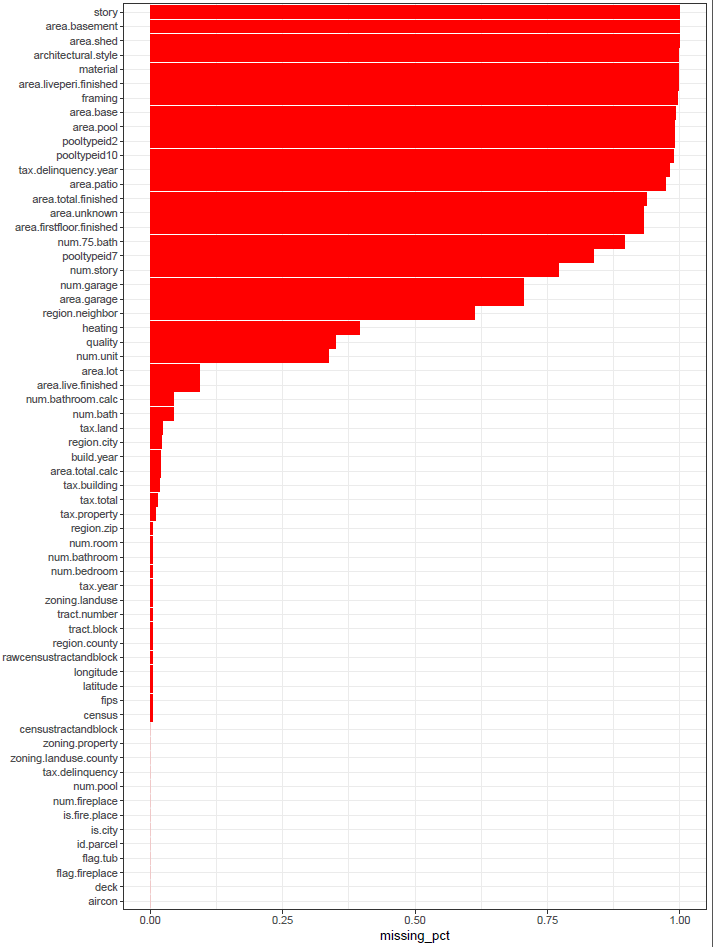 story
area.basement
area.shed
architectural.style
material
area.liveperi.finished
framing
area.base
area.pool
pooltypeid2
pooltypeid10
tax.delinquency.year
area.patio
area.total.finished
area.unknown
area.firstfloor.finished
num.75.bath
pooltypeid7
num.story
num.garage
area.garage
region.neighbor
heating
quality
num.unit
area.lot
area.live.finished
num.bathroom.calc
num.bath
tax.land
region.city
build.year
area.total.calc
tax.building
tax.total
tax.property
region.zip
num.room
num.bathroom
num.bedroom
tax.year
zoning.landuse
tract.number
tract.block
region.county
rawcensustractandblock
longitude
latitude
fips
census
censustractandblock
zoning.property
zoning.landuse.county
tax.delinquency
num.pool
num.fireplace
is.fire.place
is.city
id.parcel
flag.tub
flag.fireplace
deck
aircon
0.00 0.25 0.50 0.75 1.00
missing_pct